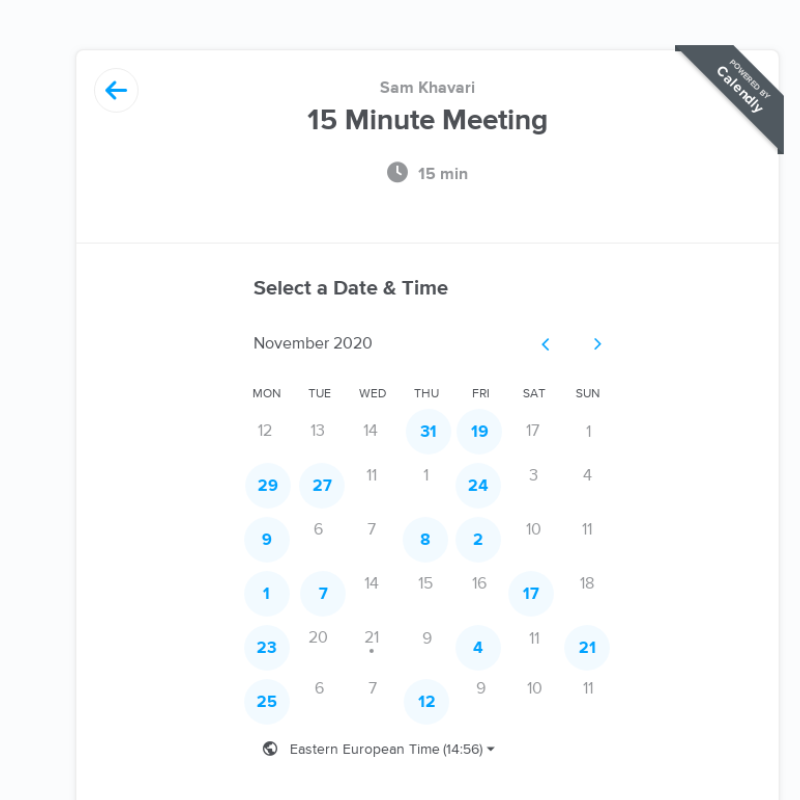 POWERED BY
Calendly
Sam Khavari
15 Minute Meeting
15 min
Select a Date & Time
November 2020
MON TUE WED THU FRI SAT SUN
12 13 14 31 19 17 1
29 27 11 1 24 3 4
9 6 7 8 2 10 11
1 7 14 15 16 17 18
23 20 21 9 4 11 21
25 6 7 12 9 10 11
Eastern European Time (14:56)